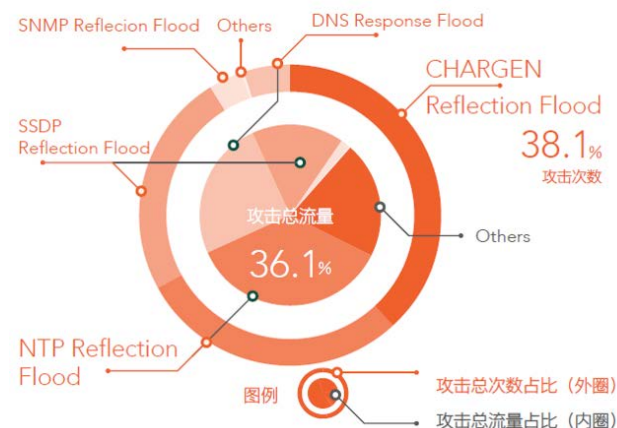 SNMP Reflecion Flood
Others
DNS Response Flood
CHARGEN
Reflection Flood
38.1%
攻击次数
SSDP
Reflection Flood
攻击总流量
36.1%
Others
NTP Reflection
Flood
图例
攻击总次数占比（外圈）
攻击总流量占比（内圈）